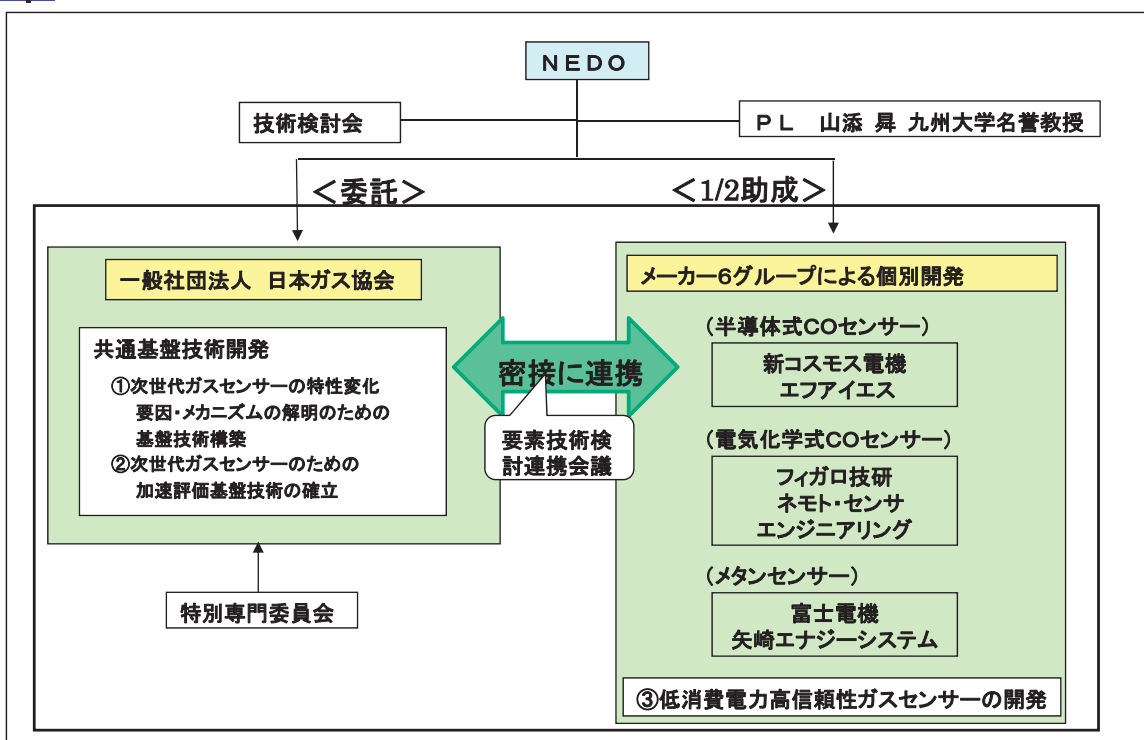 NEDO
技術検討会
PL 山添 昇 九州大学名誉教授
＜委託＞
＜1/2助成＞
一般社団法人 日本ガス協会
共通基盤技術開発
①次世代ガスセンサーの特性変化
要因・メカニズムの解明のための
基盤技術構築
②次世代ガスセンサーのための
加速評価基盤技術の確立
特別専門委員会
密接に連携
要素技術検
討連携会議
メーカー6グループによる個別開発
（半導体式COセンサー）
新コスモス電機
エフアイエス
（電気化学式COセンサー）
フィガロ技研
ネモト・センサ
エンジニアリング
（メタンセンサー）
富士電機
矢崎エナジーシステム
③低消費電力高信頼性ガスセンサーの開発